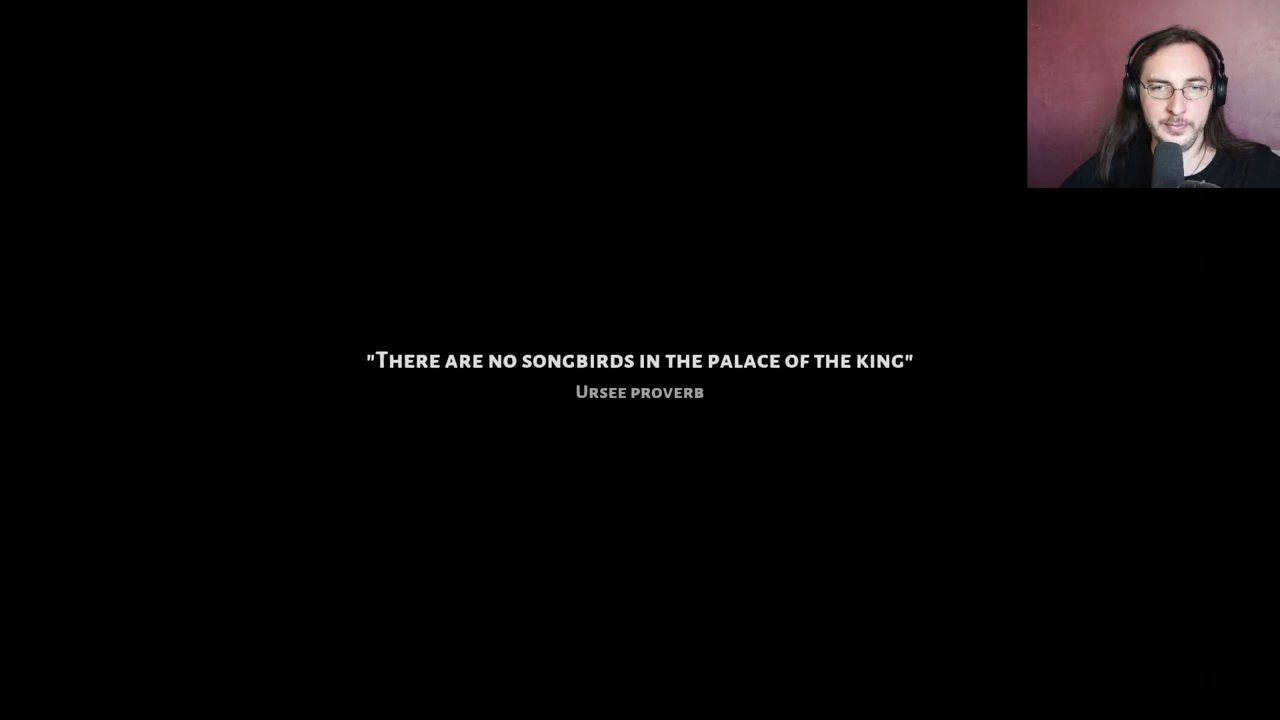 "There are no songbirds in the palace of the king"
Ursee proverb